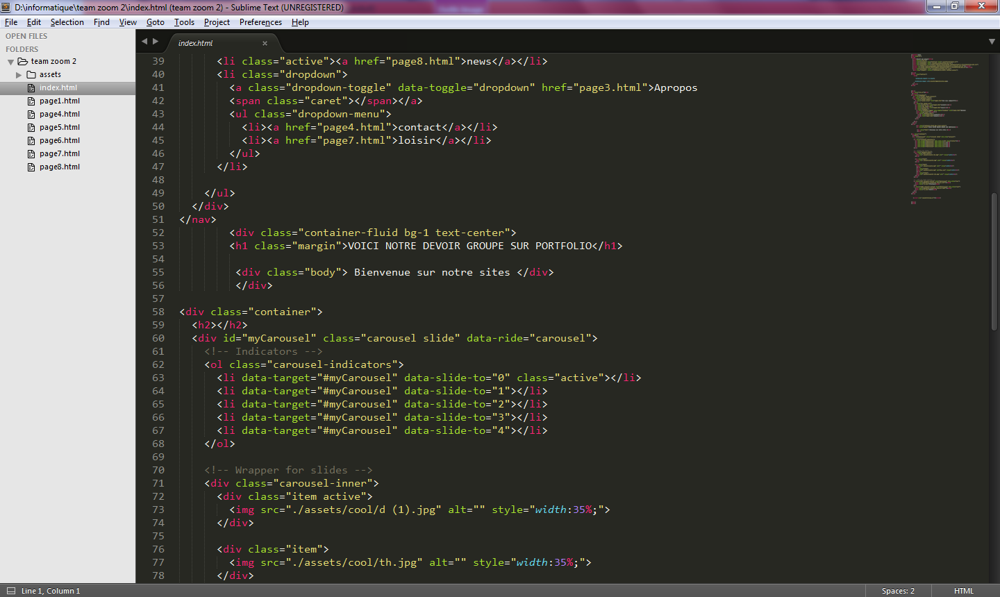 D:\informatique\team zoom 2\index.html (team zoom 2) - Sublime Text (UNREGISTERED)
File Edit Selection Find View Goto Tools Project Preferences Help
OPEN FILES
FOLDERS
team zoom 2
assets
index.html
page1.html
page4.html
page5.html
page6.html
page7.html
page8.html
index.html
39 <li class="active"><a href="page8.html">news</a></li>
40 <li class="dropdown">
41 <a class="dropdown-toggle" data-toggle="dropdown" href="page3.html">Apropos
42 <span class="caret"></span></a>
43 <ul class="dropdown-menu">
44 <li><a href="page4.html">contact</a></li>
45 <li><a href="page7.html">loisir</a></li>
46 </ul>
47 </li>
48
49 </ul>
50 </div>
51 </nav>
52 <div class="container-fluid bg-1 text-center">
53 <h1 class="margin">VOICI NOTRE DEVOIR GROUPE SUR PORTFOLIO</h1>
54
55 <div class="body"> Bienvenue sur notre sites </div>
56 </div>
57
58 <div class="container">
59 <h2></h2>
60 <div id="myCarousel" class="carousel slide" data-ride="carousel">
61 <!-- Indicators -->
62 <ol class="carousel-indicators">
63 <li data-target="#myCarousel" data-slide-to="0" class="active"></li>
64 <li data-target="#myCarousel" data-slide-to="1"></li>
65 <li data-target="#myCarousel" data-slide-to="2"></li>
66 <li data-target="#myCarousel" data-slide-to="3"></li>
67 <li data-target="#myCarousel" data-slide-to="4"></li>
68 </ol>
69
70 <!-- Wrapper for slides -->
71 <div class="carousel-inner">
72 <div class="item active">
73 <img src="./assets/cool/d (1).jpg" alt="" style="width:35%;">
74 </div>
75
76 <div class="item">
77 <img src="./assets/cool/th.jpg" alt="" style="width:35%;">
78 </div>
Line 1, Column 1
Spaces: 2
HTML